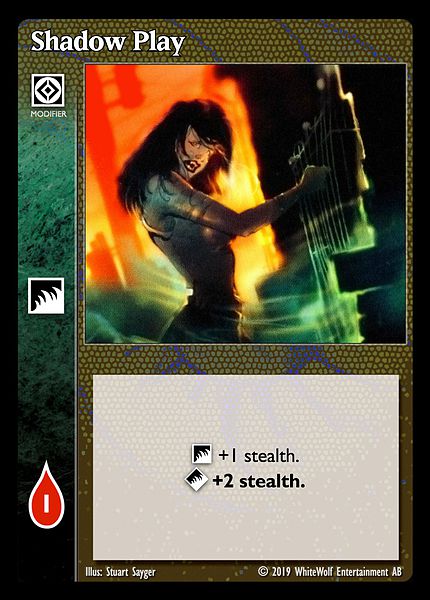 Shadow Play
MODIFIER
+1 stealth.
+2 stealth.
1
Illus: Stuart Sayger
© 2019 WhiteWolf Entertainment AB